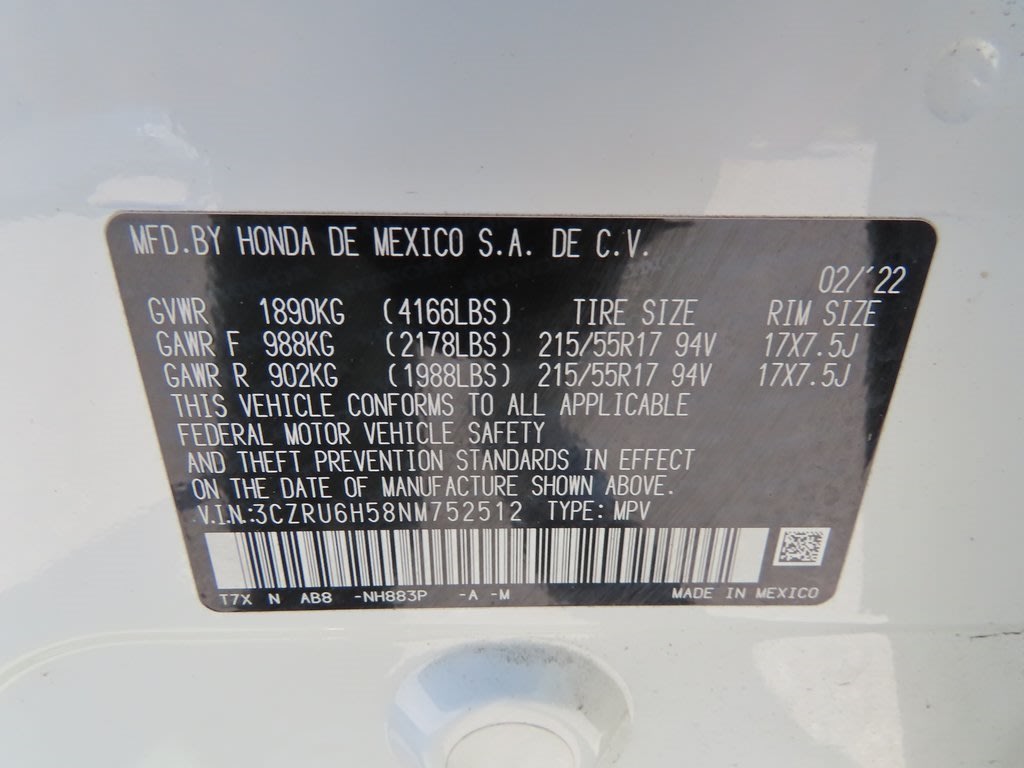 MFD.BY HONDA DE MEXICO S.A. DE C.V.
02/'22
GVWR 1890KG (4166LBS) TIRE SIZE RIM SIZE
GAWR F 988KG (2178LBS) 215/55R17 94V 17X7.5J
GAWR R 902KG (1988LBS) 215/55R17 94V 17X7.5J
THIS VEHICLE CONFORMS TO ALL APPLICABLE
FEDERAL MOTOR VEHICLE SAFETY
AND THEFT PREVENTION STANDARDS IN EFFECT
ON THE DATE OF MANUFACTURE SHOWN ABOVE.
V.I.N.:3CZRU6H58NM752512 TYPE: MPV
T7X N AB8 -NH883P -A -M MADE IN MEXICO